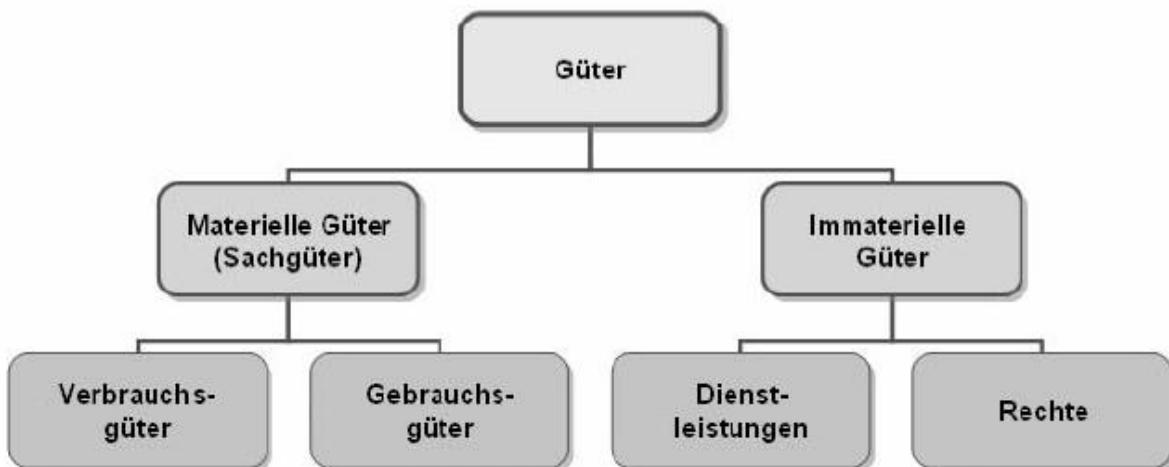 Güter
Materielle Güter
(Sachgüter)
Immaterielle
Güter
Verbrauchs-
güter
Gebrauchs-
güter
Dienst-
leistungen
Rechte